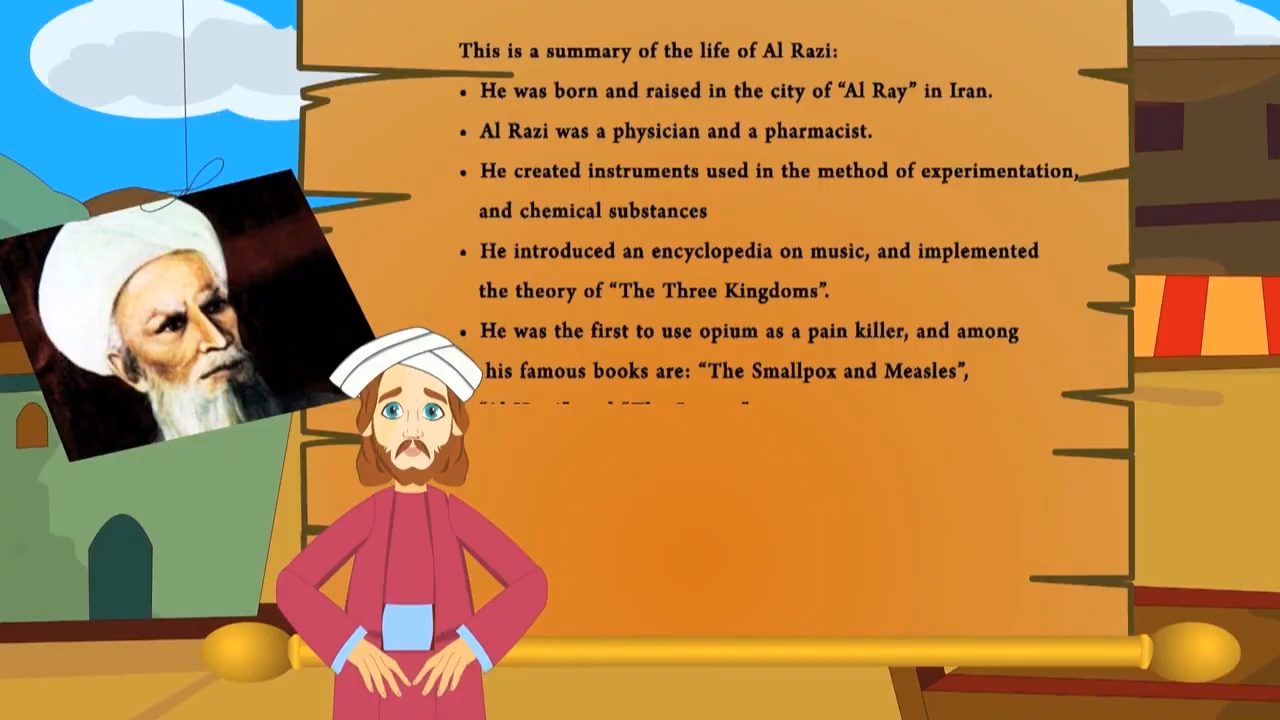 This is a summary of the life of Al Razi:
• He was born and raised in the city of “Al Ray” in Iran.
• Al Razi was a physician and a pharmacist.
• He created instruments used in the method of experimentation,
and chemical substances
• He introduced an encyclopedia on music, and implemented
the theory of “The Three Kingdoms”.
• He was the first to use opium as a pain killer, and among
his famous books are: “The Smallpox and Measles”,